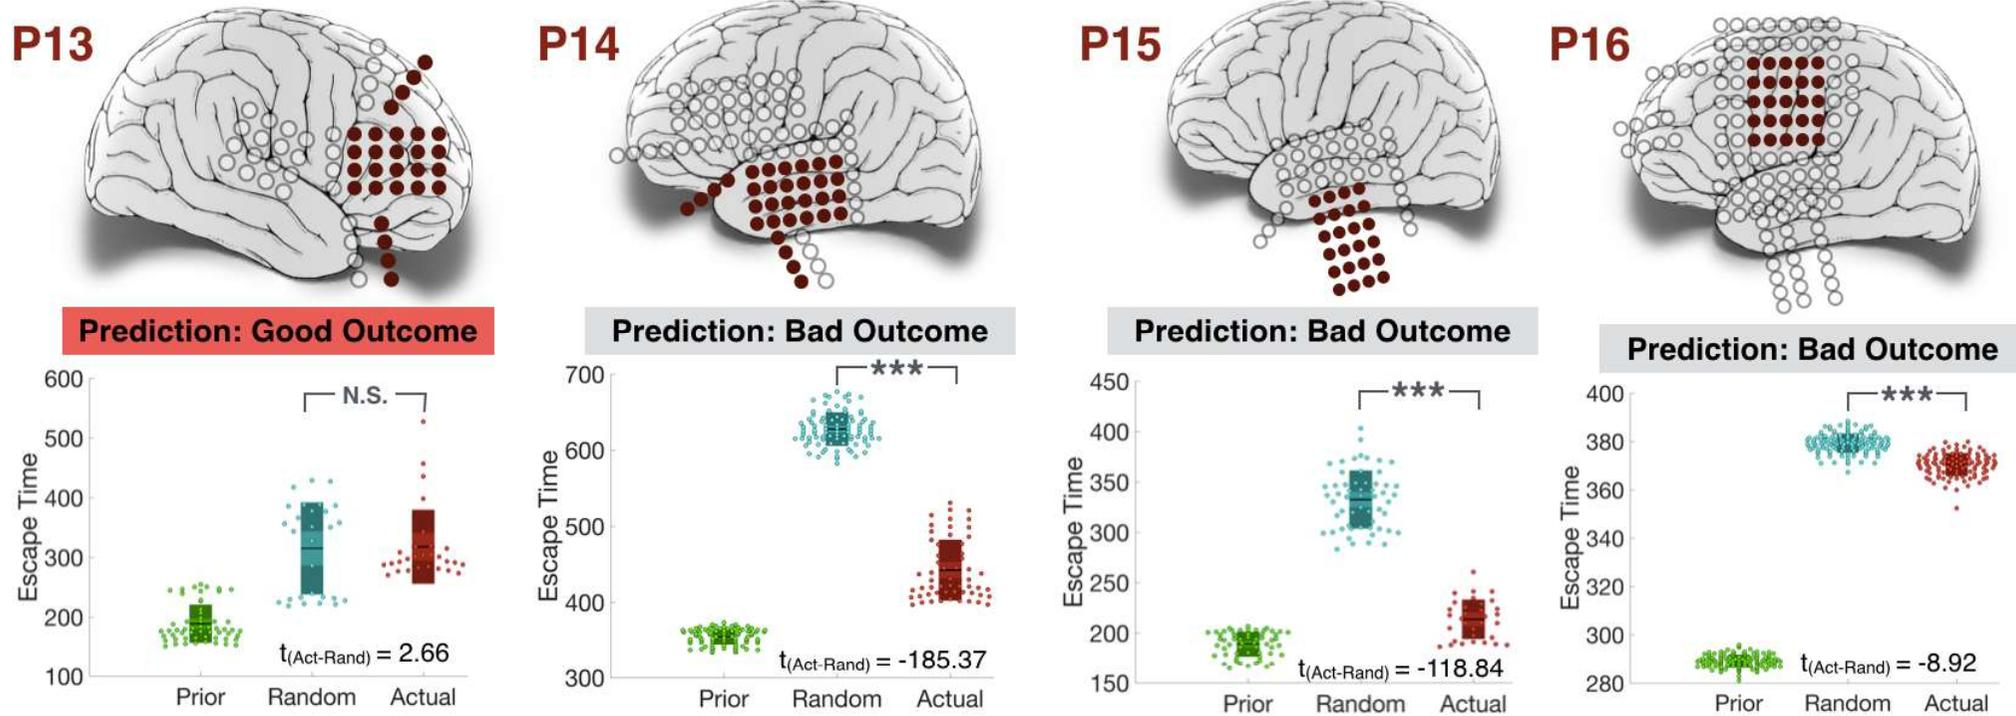 P13
P14
P15
P16
Prediction: Good Outcome
Prediction: Bad Outcome
Prediction: Bad Outcome
Prediction: Bad Outcome
600
500
400
300
200
100
Escape Time
N.S.
t(Act-Rand) = 2.66
Prior
Random
Actual
700
600
500
400
300
Escape Time
***
t(Act-Rand) = -185.37
Prior
Random
Actual
450
400
350
300
250
200
150
Escape Time
***
t(Act-Rand) = -118.84
Prior
Random
Actual
400
380
360
340
320
300
280
Escape Time
***
t(Act-Rand) = -8.92
Prior
Random
Actual